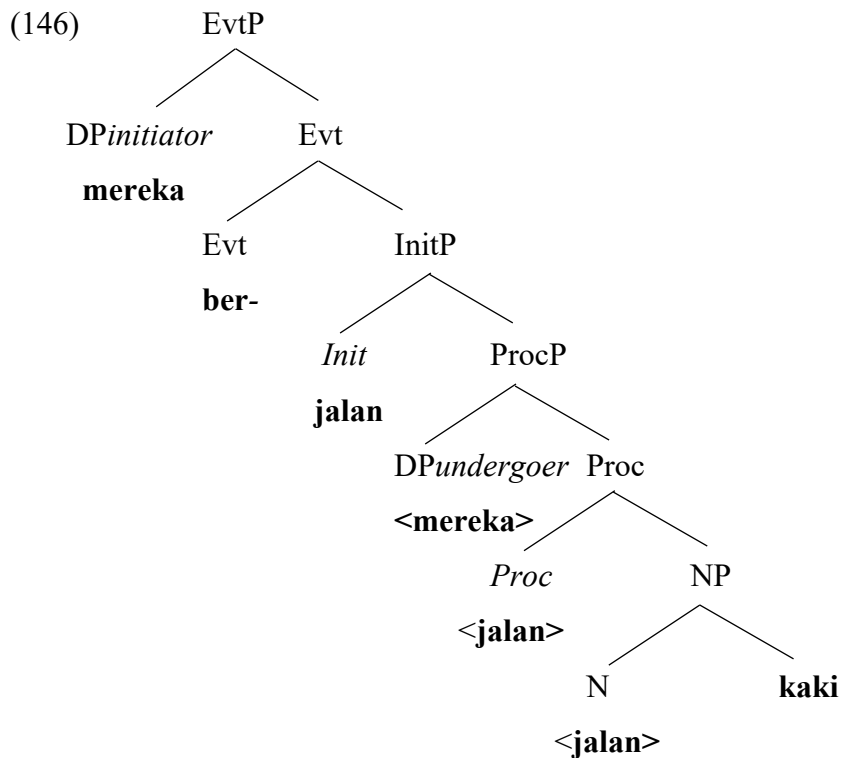 (146) EvtP
DPinitiator Evt
mereka
Evt InitP
ber-
Init ProcP
jalan
DPundergoer Proc
<mereka>
Proc NP
<jalan>
N kaki
<jalan>